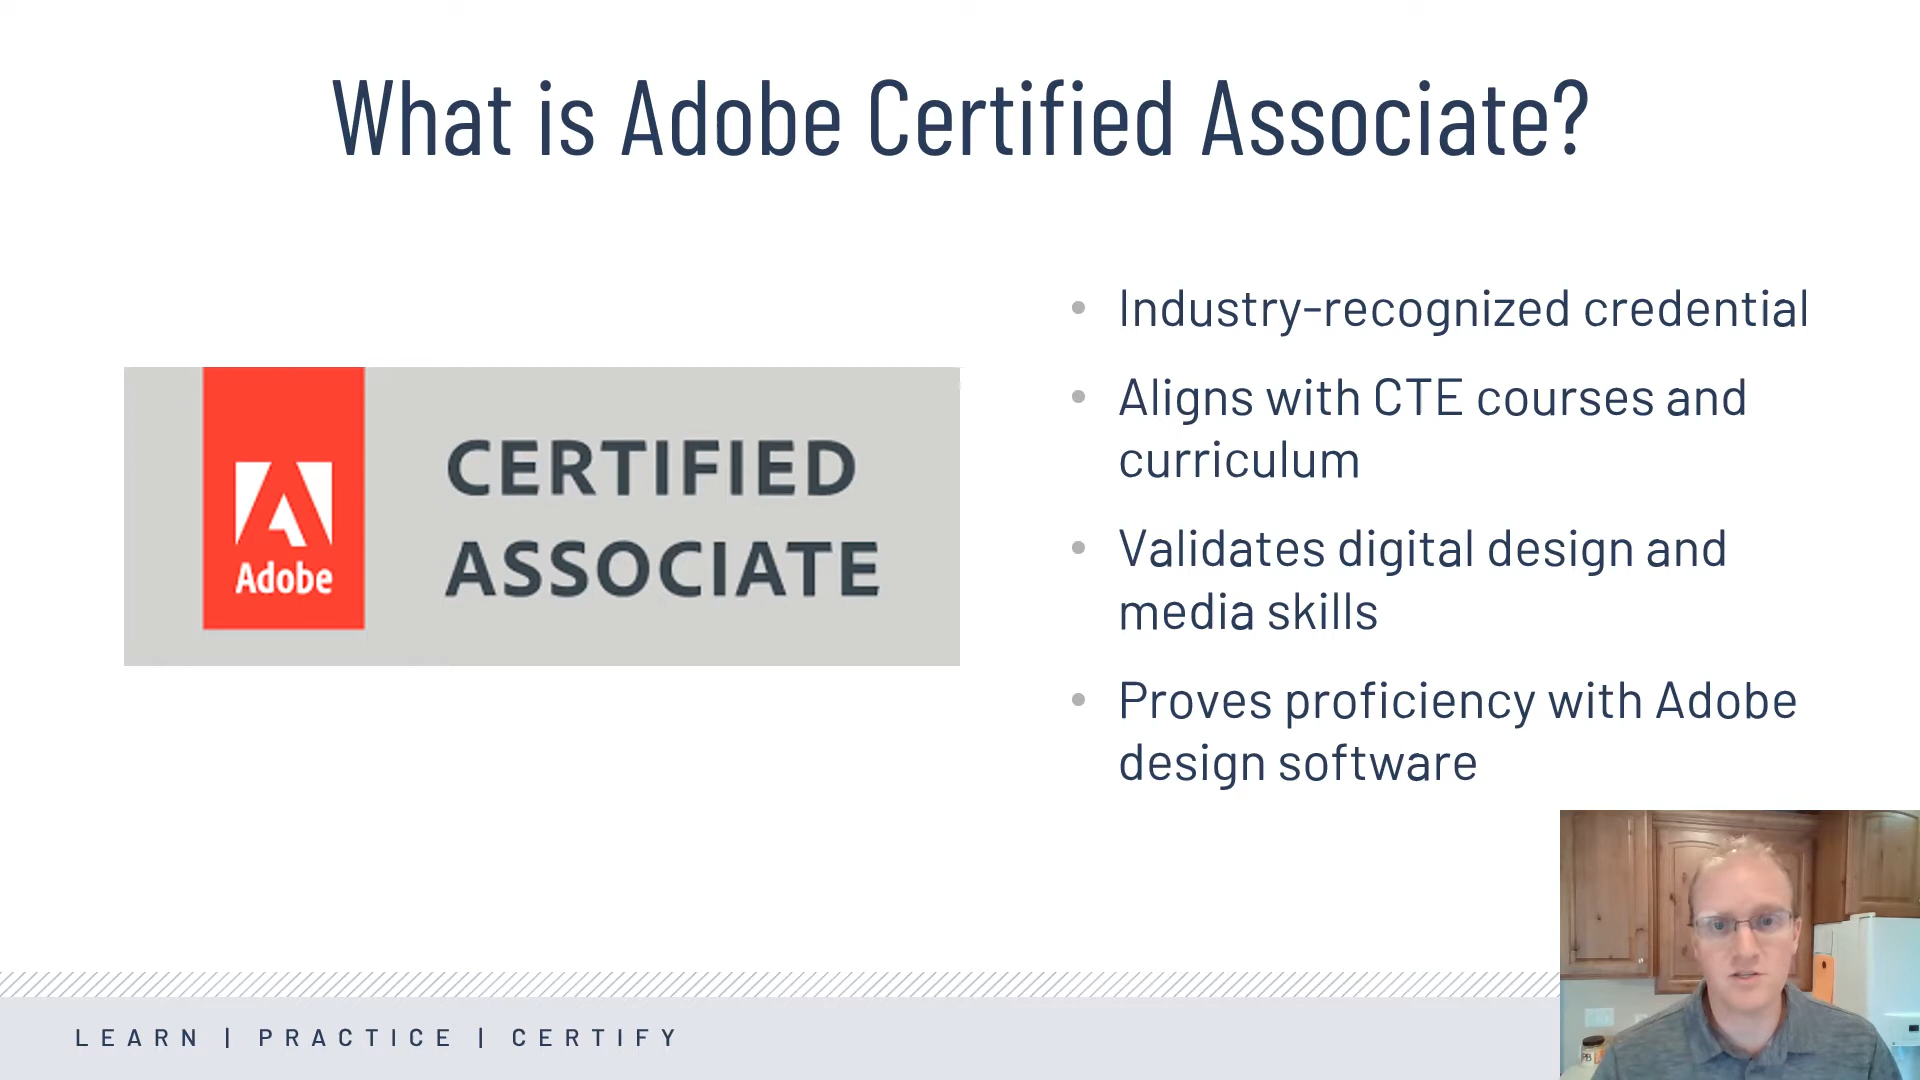 What is Adobe Certified Associate?
Adobe
CERTIFIED
ASSOCIATE
• Industry-recognized credential
• Aligns with CTE courses and
curriculum
• Validates digital design and
media skills
• Proves proficiency with Adobe
design software
LEARN | PRACTICE | CERTIFY